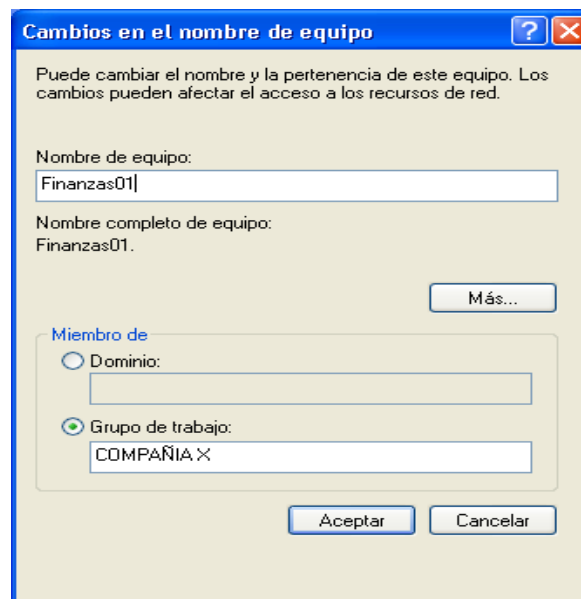 Cambios en el nombre de equipo
Puede cambiar el nombre y la pertenencia de este equipo. Los
cambios pueden afectar el acceso a los recursos de red.
Nombre de equipo:
Finanzas01
Nombre completo de equipo:
Finanzas01.
Más...
Miembro de
Dominio:
Grupo de trabajo:
COMPAÑIA X
Aceptar
Cancelar